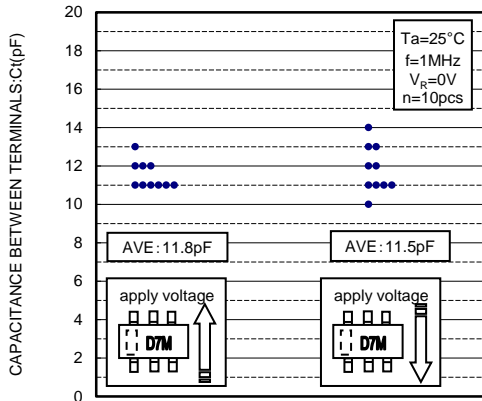 CAPACITANCE BETWEEN TERMINALS:Ct(pF)
20
18
16
14
12
10
8
6
4
2
0
Ta=25°C
f=1MHz
VR=0V
n=10pcs
AVE:11.8pF
AVE:11.5pF
apply voltage
D7M
apply voltage
D7M